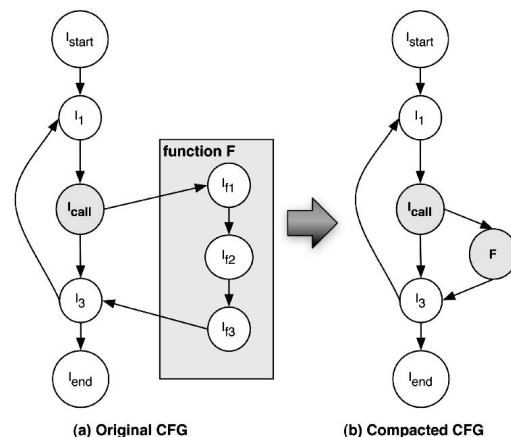 I_start
I_1
I_call
I_3
I_end
function F
I_f1
I_f2
I_f3
(a) Original CFG
I_start
I_1
I_call
F
I_3
I_end
(b) Compacted CFG